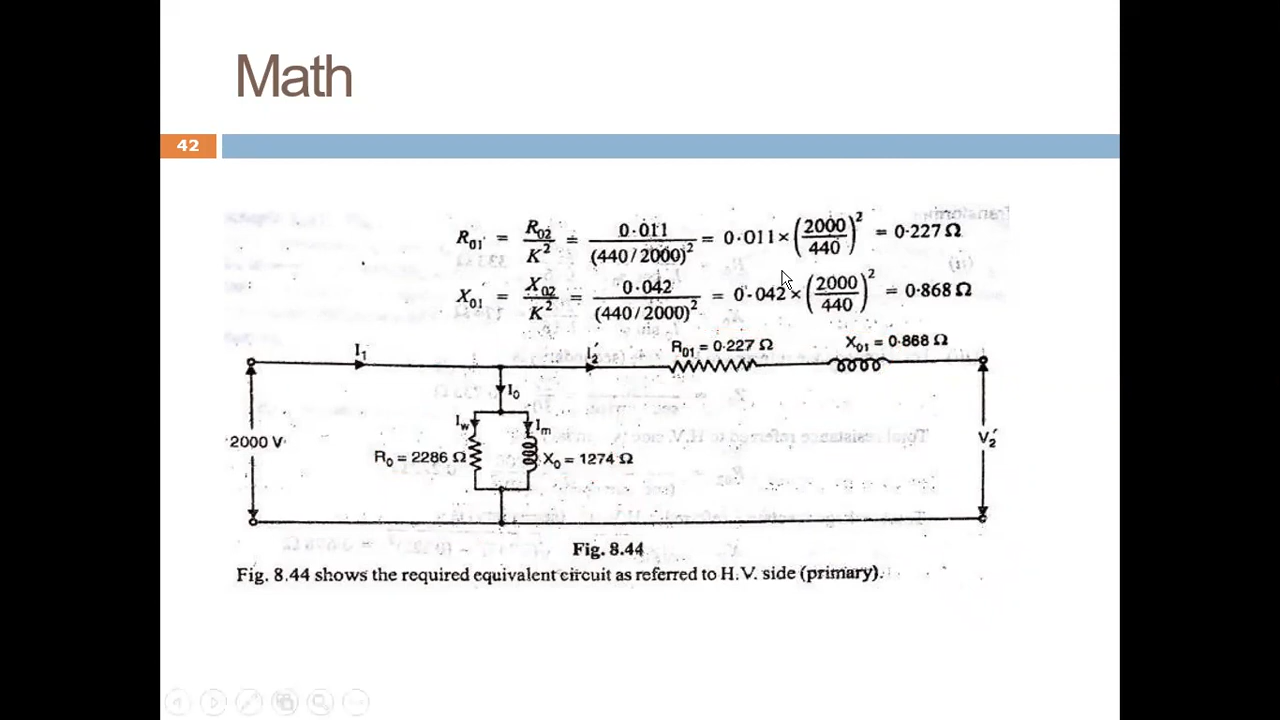 Math
42
R₀₁ = R₀₂ / K² = 0·011 / (440/2000)² = 0·011 × (2000/440)² = 0·227 Ω
X₀₁ = X₀₂ / K² = 0·042 / (440/2000)² = 0·042 × (2000/440)² = 0·868 Ω
I₁
I₂′
R₀₁ = 0·227 Ω
X₀₁ = 0·868 Ω
I₀
I_w
I_m
2000 V
R₀ = 2286 Ω
X₀ = 1274 Ω
V₂′
Fig. 8.44
Fig. 8.44 shows the required equivalent circuit as referred to H.V. side (primary).